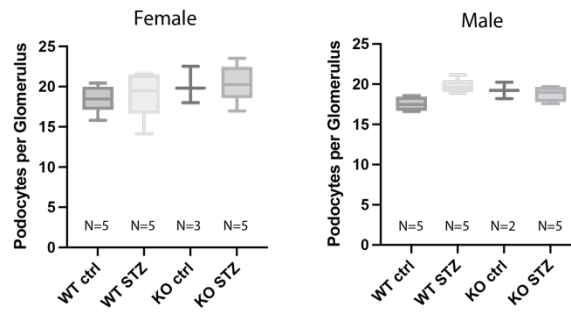 Female
Podocytes per Glomerulus
25
20
15
10
5
0
N=5 N=5 N=3 N=5
WT ctrl
WT STZ
KO ctrl
KO STZ
Male
Podocytes per Glomerulus
25
20
15
10
5
0
N=5 N=5 N=2 N=5
WT ctrl
WT STZ
KO ctrl
KO STZ